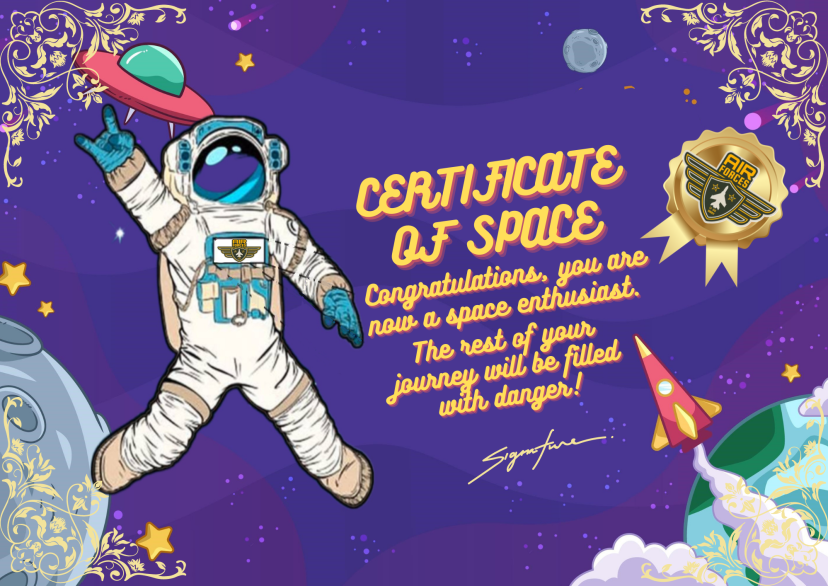 CERTIFICATE
OF SPACE
Congratulations, you are
now a space enthusiast.
The rest of your
journey will be filled
with danger!
Signature
AIR
FORCES